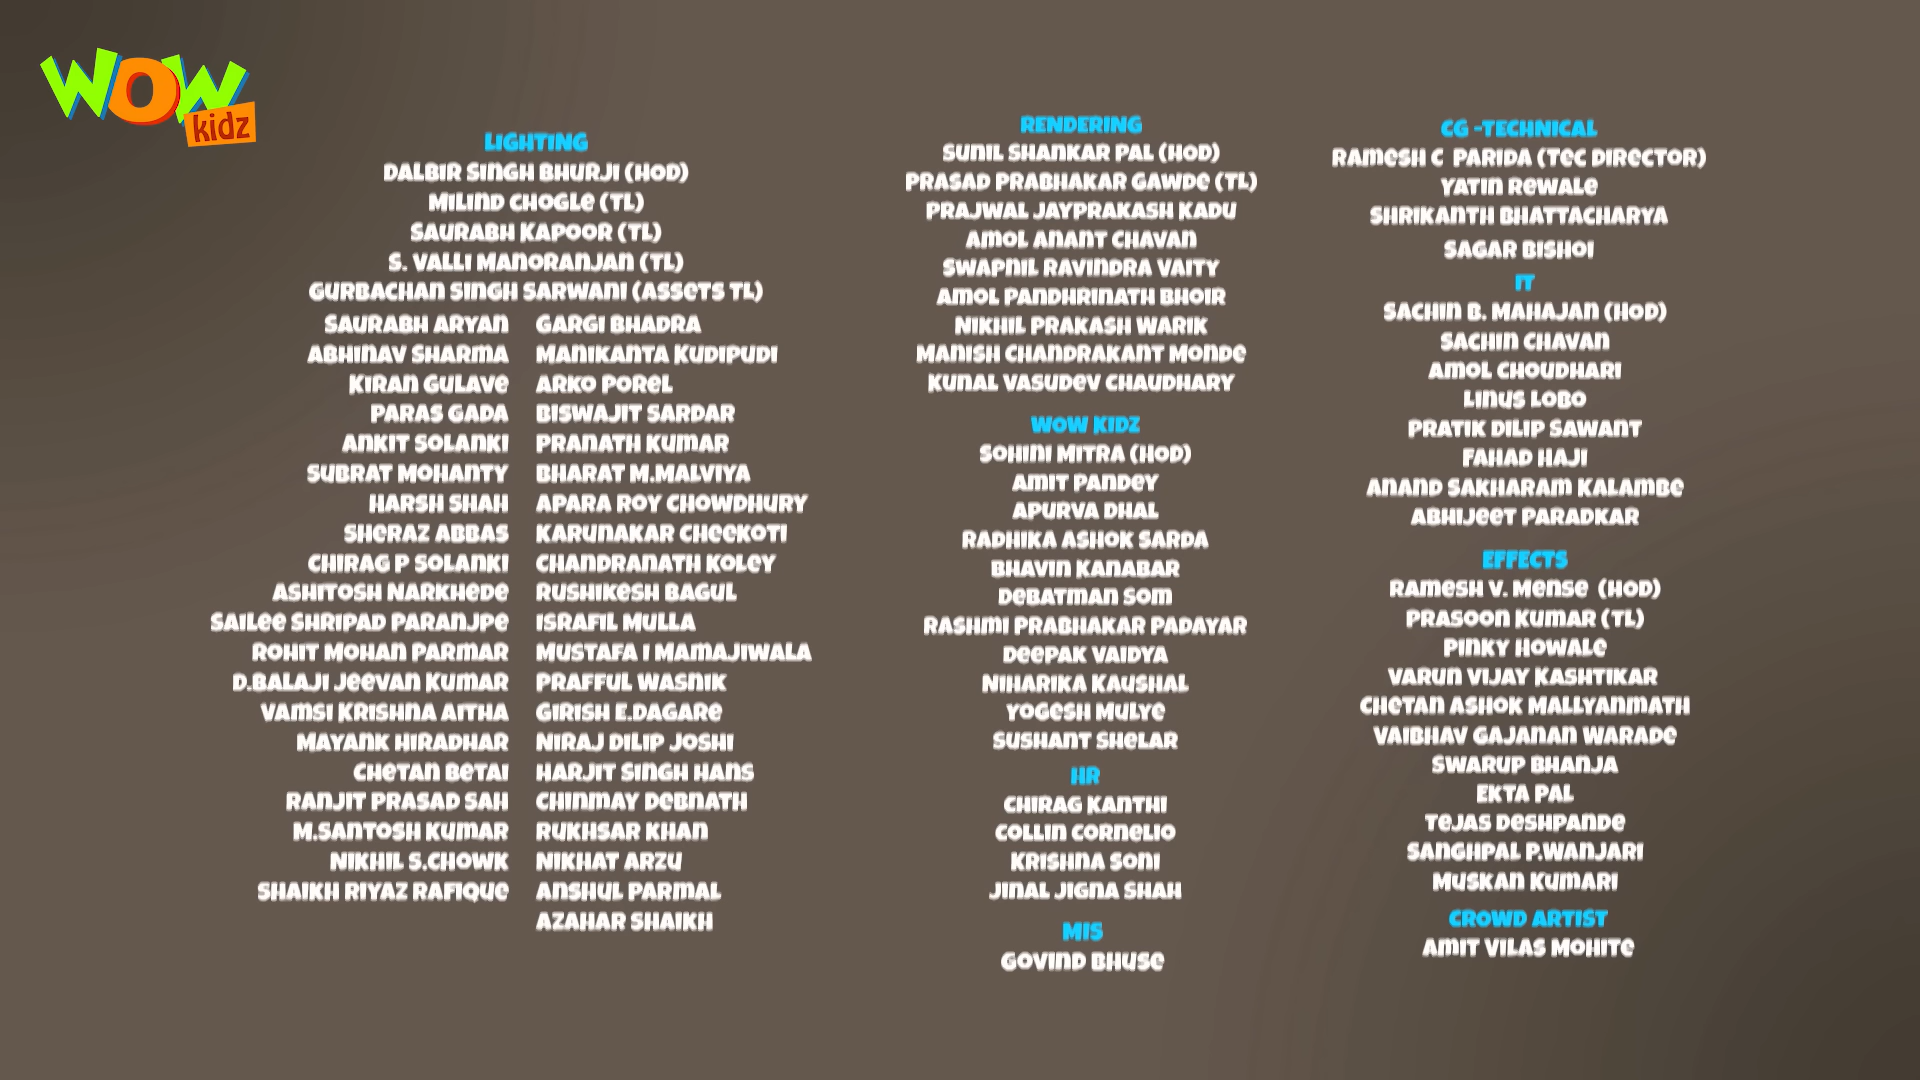 WOW
kidz
LIGHTING
DALBIR SINGH BHURJI (HOD)
MILIND CHOGLE (TL)
SAURABH KAPOOR (TL)
S. VALLI MANORANJAN (TL)
GURBACHAN SINGH SARWANI (ASSETS TL)
SAURABH ARYAN GARGI BHADRA
ABHINAV SHARMA MANIKANTA KUDIPUDI
KIRAN GULAVE ARKO POREL
PARAS GADA BISWAJIT SARDAR
ANKIT SOLANKI PRANATH KUMAR
SUBRAT MOHANTY BHARAT M.MALVIYA
HARSH SHAH APARA ROY CHOWDHURY
SHERAZ ABBAS KARUNAKAR CHEEKOTI
CHIRAG P SOLANKI CHANDRANATH KOLEY
ASHITOSH NARKHEDE RUSHIKESH BAGUL
SAILEE SHRIPAD PARANJPE ISRAFIL MULLA
ROHIT MOHAN PARMAR MUSTAFA I MAMAJIWALA
D.BALAJI JEEVAN KUMAR PRAFFUL WASNIK
VAMSI KRISHNA AITHA GIRISH E.DAGARE
MAYANK HIRADHAR NIRAJ DILIP JOSHI
CHETAN BETAI HARJIT SINGH HANS
RANJIT PRASAD SAH CHINMAY DEBNATH
M.SANTOSH KUMAR RUKHSAR KHAN
NIKHIL S.CHOWK NIKHAT ARZU
SHAIKH RIYAZ RAFIQUE ANSHUL PARMAL
AZAHAR SHAIKH
RENDERING
SUNIL SHANKAR PAL (HOD)
PRASAD PRABHAKAR GAWDE (TL)
PRAJWAL JAYPRAKASH KADU
AMOL ANANT CHAVAN
SWAPNIL RAVINDRA VAITY
AMOL PANDHRINATH BHOIR
NIKHIL PRAKASH WARIK
MANISH CHANDRAKANT MONDE
KUNAL VASUDEV CHAUDHARY
WOW KIDZ
SOHINI MITRA (HOD)
AMIT PANDEY
APURVA DHAL
RADHIKA ASHOK SARDA
BHAVIN KANABAR
DEBATMAN SOM
RASHMI PRABHAKAR PADAYAR
DEEPAK VAIDYA
NIHARIKA KAUSHAL
YOGESH MULYE
SUSHANT SHELAR
HR
CHIRAG KANTHI
COLLIN CORNELIO
KRISHNA SONI
JINAL JIGNA SHAH
MIS
GOVIND BHUSE
CG -TECHNICAL
RAMESH C PARIDA (TEC DIRECTOR)
YATIN REWALE
SHRIKANTH BHATTACHARYA
SAGAR BISHOI
IT
SACHIN B. MAHAJAN (HOD)
SACHIN CHAVAN
AMOL CHOUDHARI
LINUS LOBO
PRATIK DILIP SAWANT
FAHAD HAJI
ANAND SAKHARAM KALAMBE
ABHIJEET PARADKAR
EFFECTS
RAMESH V. MENSE (HOD)
PRASOON KUMAR (TL)
PINKY HOWALE
VARUN VIJAY KASHTIKAR
CHETAN ASHOK MALLYANMATH
VAIBHAV GAJANAN WARADE
SWARUP BHANJA
EKTA PAL
TEJAS DESHPANDE
SANGHPAL P.WANJARI
MUSKAN KUMARI
CROWD ARTIST
AMIT VILAS MOHITE